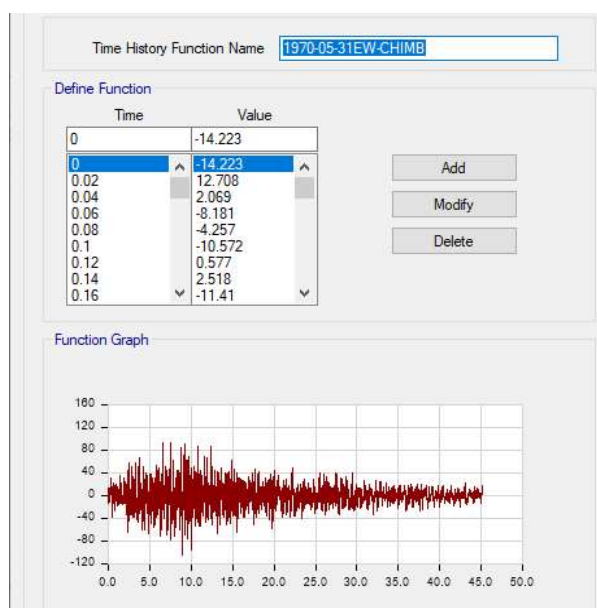 Time History Function Name 1970-05-31EW-CHIMB
Define Function
Time Value
0 -14.223
0 -14.223
0.02 12.708
0.04 2.069
0.06 -8.181
0.08 -4.257
0.1 -10.572
0.12 0.577
0.14 2.518
0.16 -11.41
Add
Modify
Delete
Function Graph
160
120
80
40
0
-40
-80
-120
0.0 5.0 10.0 15.0 20.0 25.0 30.0 35.0 40.0 45.0 50.0